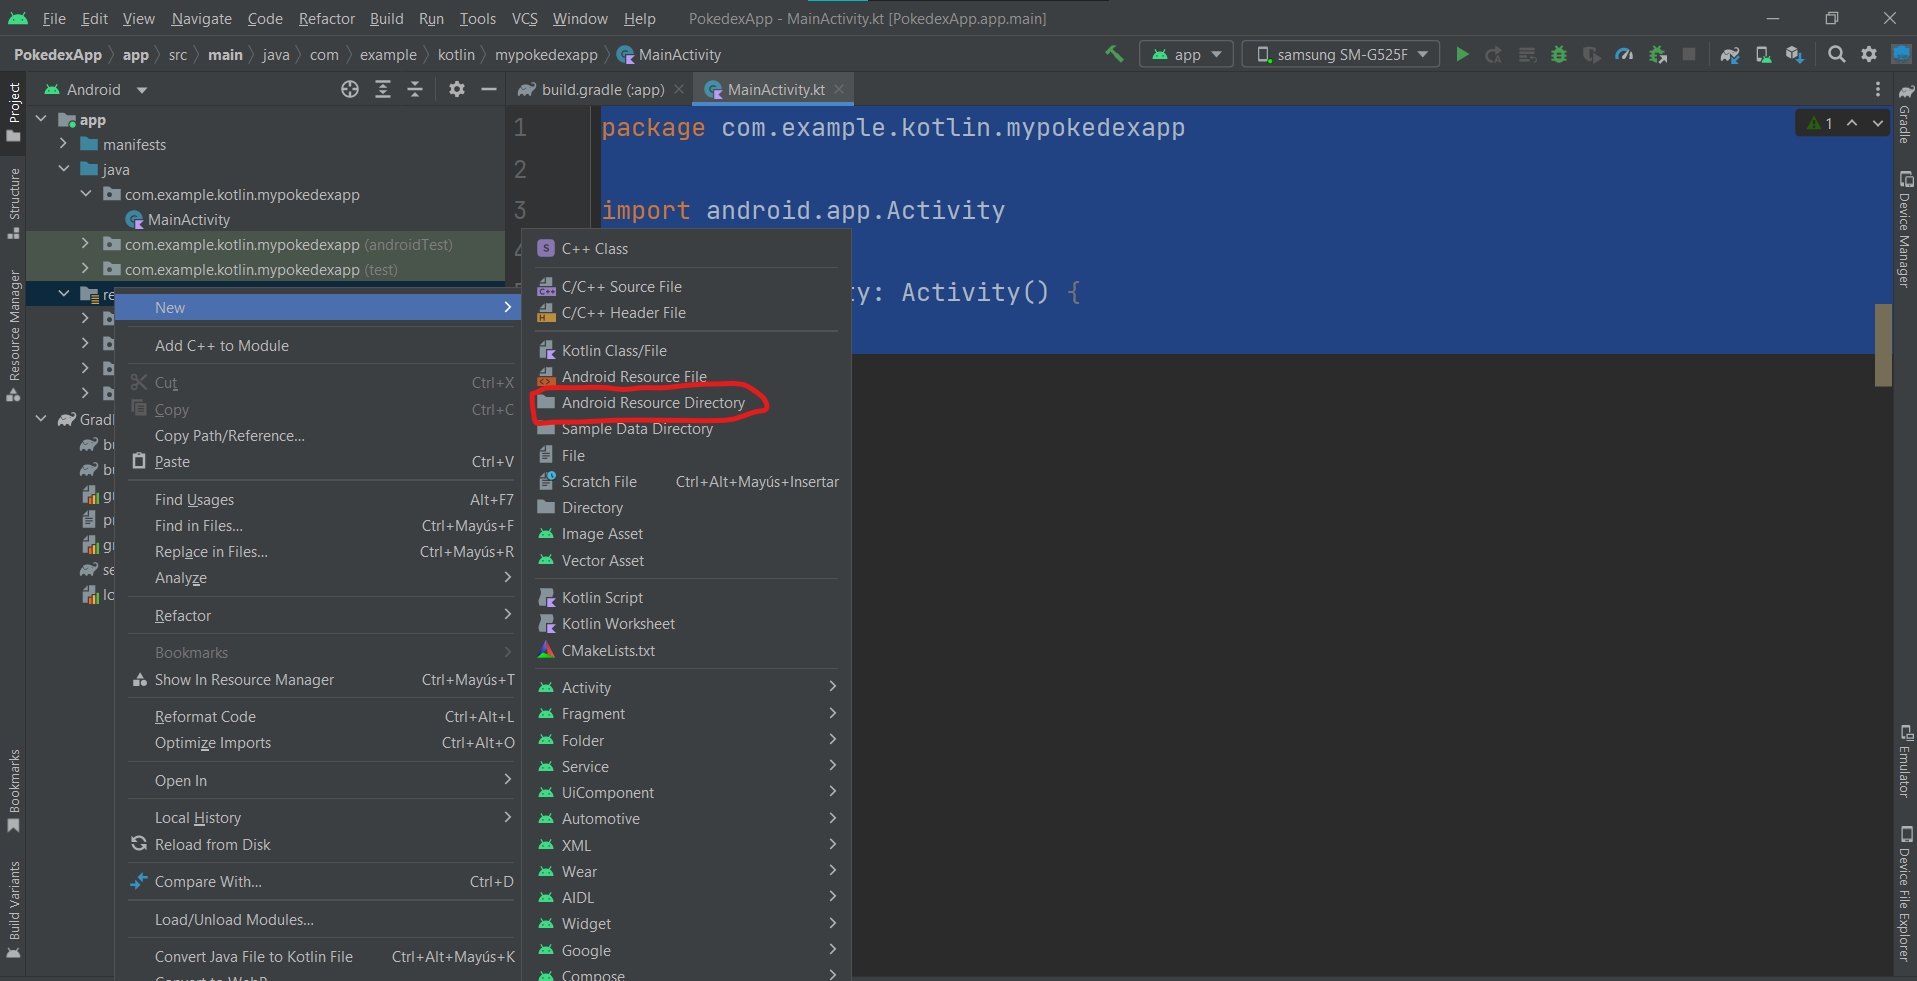 File Edit View Navigate Code Refactor Build Run Tools VCS Window Help PokedexApp - MainActivity.kt [PokedexApp.app.main]
PokedexApp app src main java com example kotlin mypokedexapp MainActivity app samsung SM-G525F
Project
Structure
Resource Manager
Bookmarks
Build Variants
Android
app
manifests
java
com.example.kotlin.mypokedexapp
MainActivity
com.example.kotlin.mypokedexapp (androidTest)
com.example.kotlin.mypokedexapp (test)
re
Gradl
bu
bu
gr
pr
gr
se
lo
build.gradle (:app) MainActivity.kt
1 package com.example.kotlin.mypokedexapp
2
3 import android.app.Activity
4
ty: Activity() {
1
New
Add C++ to Module
Cut Ctrl+X
Copy Ctrl+C
Copy Path/Reference...
Paste Ctrl+V
Find Usages Alt+F7
Find in Files... Ctrl+Mayús+F
Replace in Files... Ctrl+Mayús+R
Analyze
Refactor
Bookmarks
Show In Resource Manager Ctrl+Mayús+T
Reformat Code Ctrl+Alt+L
Optimize Imports Ctrl+Alt+O
Open In
Local History
Reload from Disk
Compare With... Ctrl+D
Load/Unload Modules...
Convert Java File to Kotlin File Ctrl+Alt+Mayús+K
Convert to WebP
S C++ Class
C/C++ Source File
C/C++ Header File
Kotlin Class/File
Android Resource File
Android Resource Directory
Sample Data Directory
File
Scratch File Ctrl+Alt+Mayús+Insertar
Directory
Image Asset
Vector Asset
Kotlin Script
Kotlin Worksheet
CMakeLists.txt
Activity
Fragment
Folder
Service
UiComponent
Automotive
XML
Wear
AIDL
Widget
Google
Compose
Gradle
Device Manager
Emulator
Device File Explorer